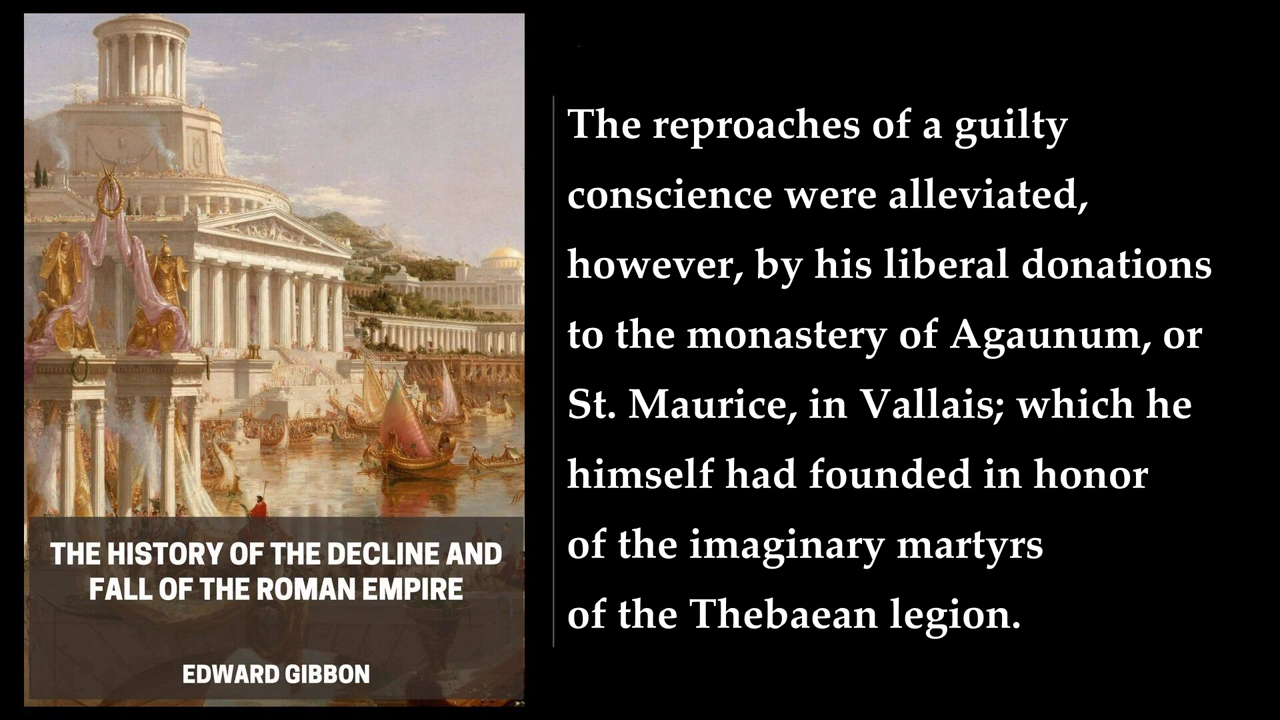 THE HISTORY OF THE DECLINE AND
FALL OF THE ROMAN EMPIRE
EDWARD GIBBON
The reproaches of a guilty
conscience were alleviated,
however, by his liberal donations
to the monastery of Agaunum, or
St. Maurice, in Vallais; which he
himself had founded in honor
of the imaginary martyrs
of the Thebaean legion.